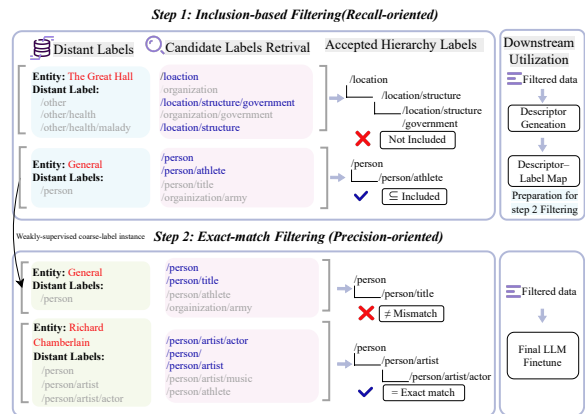 Step 1: Inclusion-based Filtering(Recall-oriented)
Distant Labels
Candidate Labels Retrival
Accepted Hierarchy Labels
Downstream
Utilization
Entity: The Great Hall
Distant Label:
/other
/other/health
/other/health/malady
/loaction
/organization
/location/structure/government
/organization/government
/location/structure
/location
/location/structure
/location/structure
/government
Not Included
Entity: General
Distant Labels:
/person
/person
/person/athlete
/person/title
/orgainization/army
/person
/person/athlete
⊆ Included
Filtered data
Descriptor
Geneation
Descriptor–
Label Map
Preparation for
step 2 Filtering
Weakly-supervised coarse-label instance
Step 2: Exact-match Filtering (Precision-oriented)
Entity: General
Distant Labels:
/person
/person
/person/title
/person/athlete
/orgainization/army
/person
/person/title
≠ Mismatch
Entity: Richard
Chamberlain
Distant Labels:
/person
/person/artist
/person/artist/actor
/person/artist/actor
/person/
/person/artist
/person/artist/music
/person/athlete
/person
/person/artist
/person/artist/actor
= Exact match
Filtered data
Final LLM
Finetune